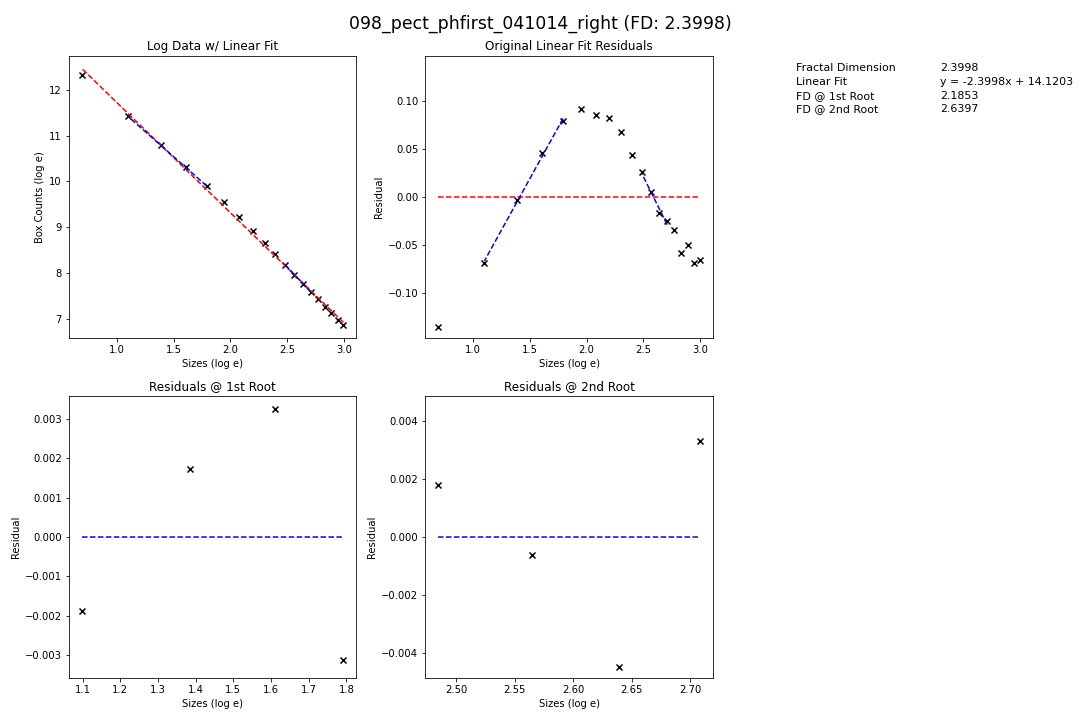 098_pect_phfirst_041014_right (FD: 2.3998)
Log Data w/ Linear Fit
12
11
10
9
8
7
Box Counts (log e)
1.0 1.5 2.0 2.5 3.0
Sizes (log e)
Original Linear Fit Residuals
0.10
0.05
0.00
−0.05
−0.10
Residual
1.0 1.5 2.0 2.5 3.0
Sizes (log e)
Fractal Dimension 2.3998
Linear Fit y = -2.3998x + 14.1203
FD @ 1st Root 2.1853
FD @ 2nd Root 2.6397
Residuals @ 1st Root
0.003
0.002
0.001
0.000
−0.001
−0.002
−0.003
Residual
1.1 1.2 1.3 1.4 1.5 1.6 1.7 1.8
Sizes (log e)
Residuals @ 2nd Root
0.004
0.002
0.000
−0.002
−0.004
Residual
2.50 2.55 2.60 2.65 2.70
Sizes (log e)